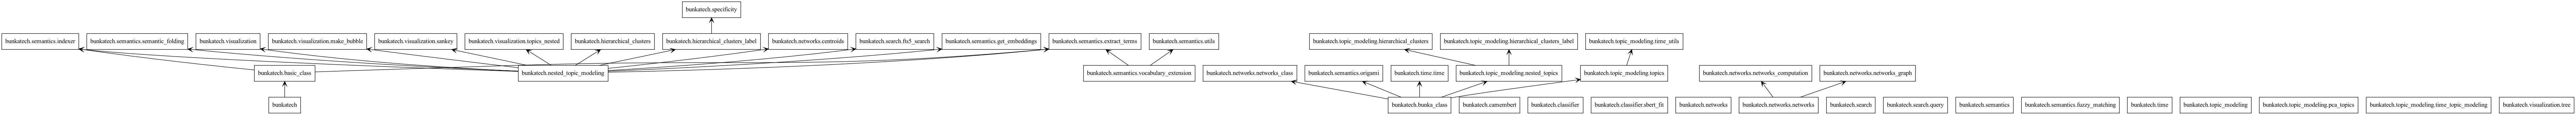 bunkatech.specificity
bunkatech.semantics.indexer
bunkatech.semantics.semantic_folding
bunkatech.visualization
bunkatech.visualization.make_bubble
bunkatech.visualization.sankey
bunkatech.visualization.topics_nested
bunkatech.hierarchical_clusters
bunkatech.hierarchical_clusters_label
bunkatech.networks.centroids
bunkatech.search.fts5_search
bunkatech.semantics.get_embeddings
bunkatech.semantics.extract_terms
bunkatech.semantics.utils
bunkatech.topic_modeling.hierarchical_clusters
bunkatech.topic_modeling.hierarchical_clusters_label
bunkatech.topic_modeling.time_utils
bunkatech.basic_class
bunkatech.nested_topic_modeling
bunkatech.semantics.vocabulary_extension
bunkatech.networks.networks_class
bunkatech.semantics.origami
bunkatech.time.time
bunkatech.topic_modeling.nested_topics
bunkatech.topic_modeling.topics
bunkatech.networks.networks_computation
bunkatech.networks.networks_graph
bunkatech
bunkatech.bunka_class
bunkatech.camembert
bunkatech.classifier
bunkatech.classifier.sbert_fit
bunkatech.networks
bunkatech.networks.networks
bunkatech.search
bunkatech.search.query
bunkatech.semantics
bunkatech.semantics.fuzzy_matching
bunkatech.time
bunkatech.topic_modeling
bunkatech.topic_modeling.pca_topics
bunkatech.topic_modeling.time_topic_modeling
bunkatech.visualization.tree